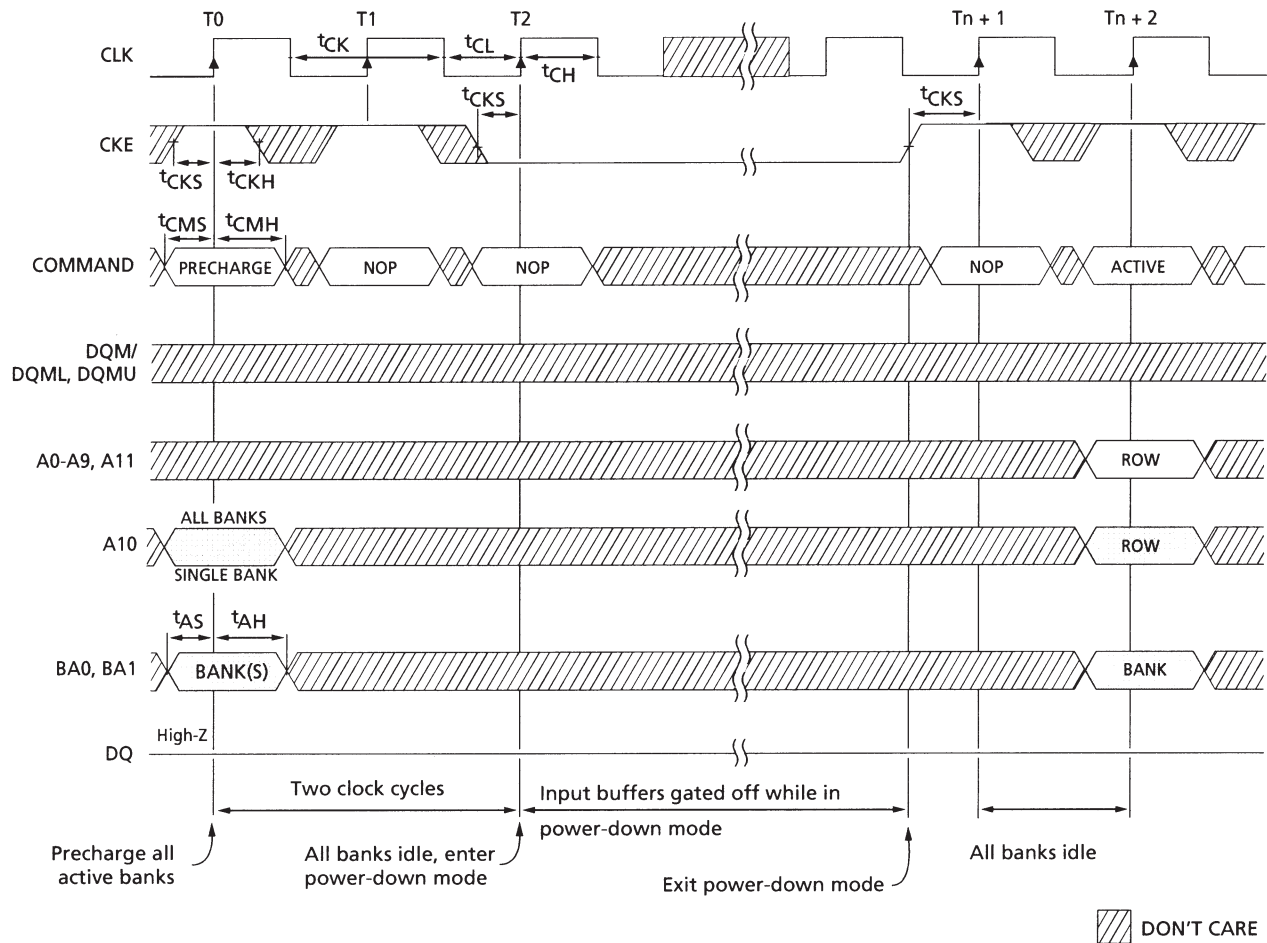 T0 T1 T2 Tn + 1 Tn + 2
CLK
tCK tCL
tCH
tCKS tCKS
CKE
tCKS tCKH
tCMS tCMH
COMMAND PRECHARGE NOP NOP NOP ACTIVE
DQM/
DQML, DQMU
A0-A9, A11 ROW
ALL BANKS
A10 ROW
SINGLE BANK
tAS tAH
BA0, BA1 BANK(S) BANK
High-Z
DQ
Two clock cycles
Input buffers gated off while in
power-down mode
Precharge all
active banks
All banks idle, enter
power-down mode
Exit power-down mode
All banks idle
DON'T CARE